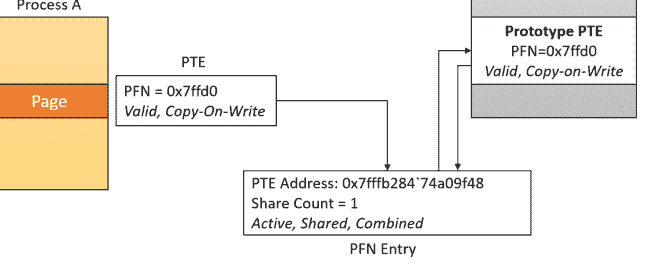 Process A
Page
PTE
PFN = 0x7ffd0
Valid, Copy-On-Write
Prototype PTE
PFN=0x7ffd0
Valid, Copy-on-Write
PTE Address: 0x7fffb284`74a09f48
Share Count = 1
Active, Shared, Combined
PFN Entry